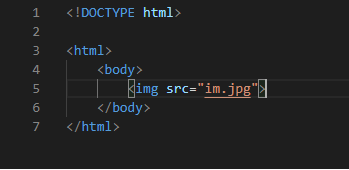 1 <!DOCTYPE html>
2
3 <html>
4     <body>
5         <img src="im.jpg">
6     </body>
7 </html>